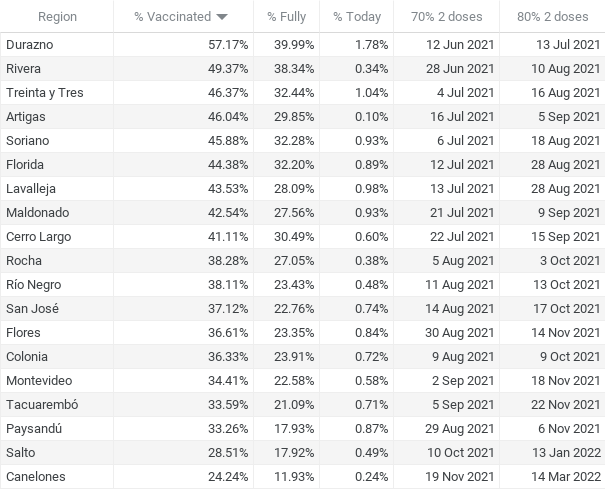 Region % Vaccinated % Fully % Today 70% 2 doses 80% 2 doses
Durazno 57.17% 39.99% 1.78% 12 Jun 2021 13 Jul 2021
Rivera 49.37% 38.34% 0.34% 28 Jun 2021 10 Aug 2021
Treinta y Tres 46.37% 32.44% 1.04% 4 Jul 2021 16 Aug 2021
Artigas 46.04% 29.85% 0.10% 16 Jul 2021 5 Sep 2021
Soriano 45.88% 32.28% 0.93% 6 Jul 2021 18 Aug 2021
Florida 44.38% 32.20% 0.89% 12 Jul 2021 28 Aug 2021
Lavalleja 43.53% 28.09% 0.98% 13 Jul 2021 28 Aug 2021
Maldonado 42.54% 27.56% 0.93% 21 Jul 2021 9 Sep 2021
Cerro Largo 41.11% 30.49% 0.60% 22 Jul 2021 15 Sep 2021
Rocha 38.28% 27.05% 0.38% 5 Aug 2021 3 Oct 2021
Río Negro 38.11% 23.43% 0.48% 11 Aug 2021 13 Oct 2021
San José 37.12% 22.76% 0.74% 14 Aug 2021 17 Oct 2021
Flores 36.61% 23.35% 0.84% 30 Aug 2021 14 Nov 2021
Colonia 36.33% 23.91% 0.72% 9 Aug 2021 9 Oct 2021
Montevideo 34.41% 22.58% 0.58% 2 Sep 2021 18 Nov 2021
Tacuarembó 33.59% 21.09% 0.71% 5 Sep 2021 22 Nov 2021
Paysandú 33.26% 17.93% 0.87% 29 Aug 2021 6 Nov 2021
Salto 28.51% 17.92% 0.49% 10 Oct 2021 13 Jan 2022
Canelones 24.24% 11.93% 0.24% 19 Nov 2021 14 Mar 2022